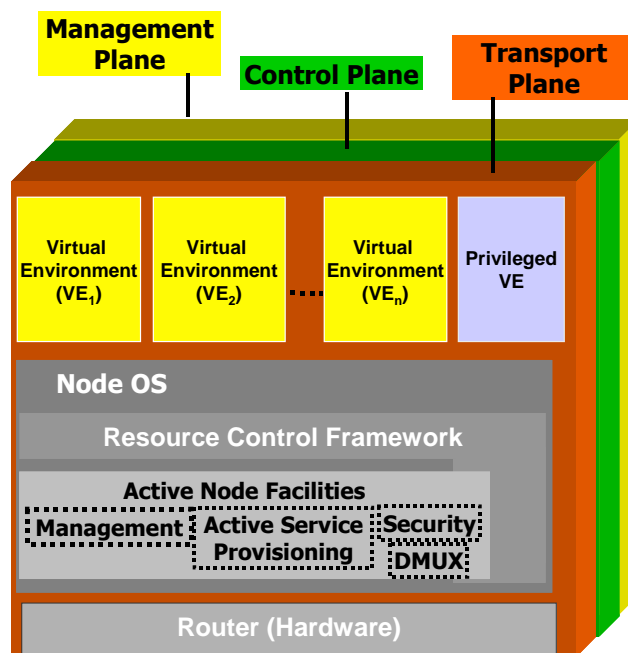 Management
Plane
Control Plane
Transport
Plane
Virtual
Environment
(VE₁)
Virtual
Environment
(VE₂)
Virtual
Environment
(VEₙ)
Privileged
VE
Node OS
Resource Control Framework
Active Node Facilities
Management
Active Service
Provisioning
Security
DMUX
Router (Hardware)